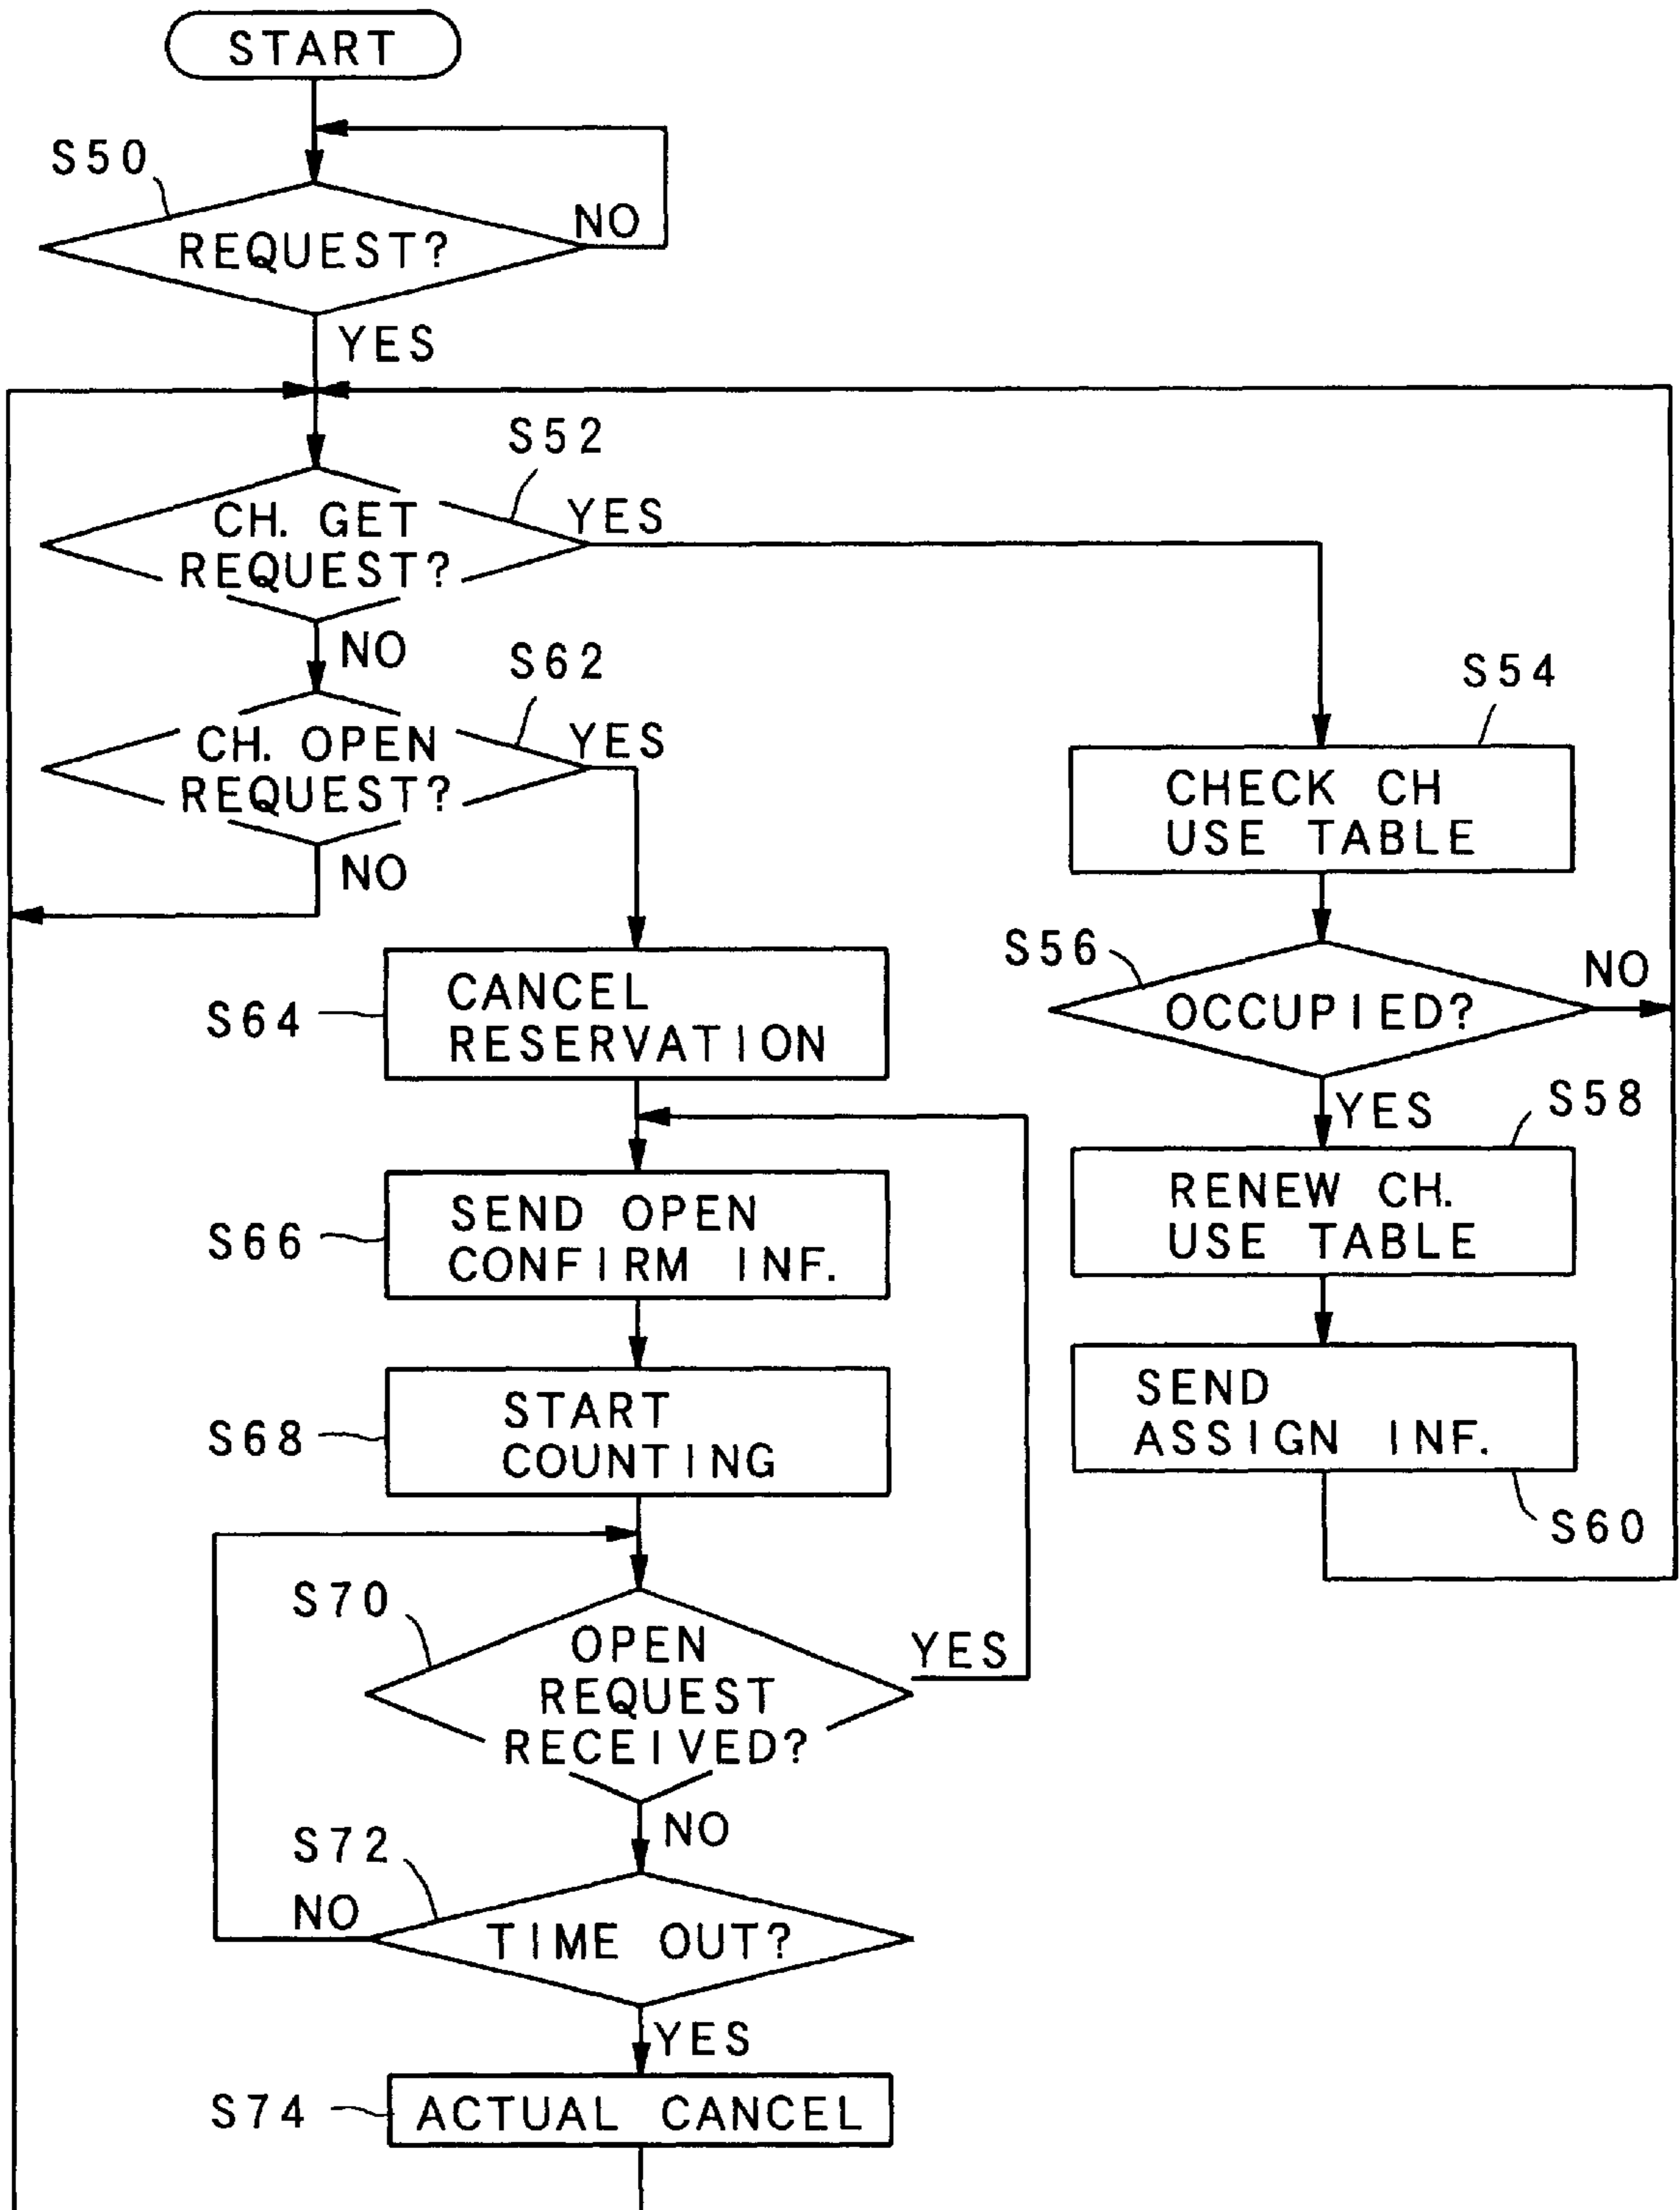 START
S50
REQUEST?
NO
YES
S52
CH. GET
REQUEST?
YES
NO
S62
CH. OPEN
REQUEST?
YES
NO
S54
CHECK CH
USE TABLE
S56
OCCUPIED?
NO
YES
S64
CANCEL
RESERVATION
S58
RENEW CH.
USE TABLE
S66
SEND OPEN
CONFIRM INF.
S60
SEND
ASSIGN INF.
S68
START
COUNTING
S70
OPEN
REQUEST
RECEIVED?
YES
NO
S72
TIME OUT?
NO
YES
S74
ACTUAL CANCEL